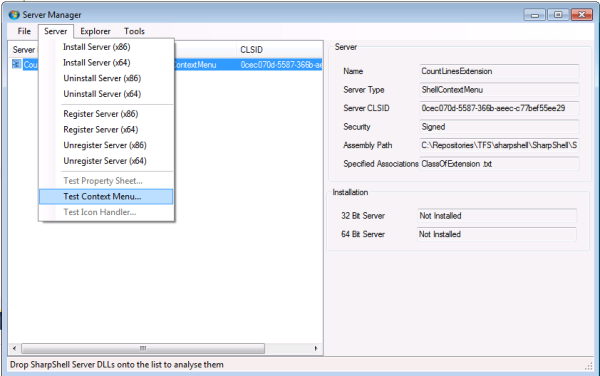 Server Manager
File Server Explorer Tools
Server
CLSID
ContextMenu 0cec070d-5587-366b-ae
Install Server (x86)
Install Server (x64)
Uninstall Server (x86)
Uninstall Server (x64)
Register Server (x86)
Register Server (x64)
Unregister Server (x86)
Unregister Server (x64)
Test Property Sheet...
Test Context Menu...
Test Icon Handler...
Server
Name CountLinesExtension
Server Type ShellContextMenu
Server CLSID 0cec070d-5587-366b-aeec-c77bef55ee29
Security Signed
Assembly Path C:\Repositories\TFS\sharpshell\SharpShell\S
Specified Associations ClassOfExtension .txt
Installation
32 Bit Server Not Installed
64 Bit Server Not Installed
Drop SharpShell Server DLLs onto the list to analyse them